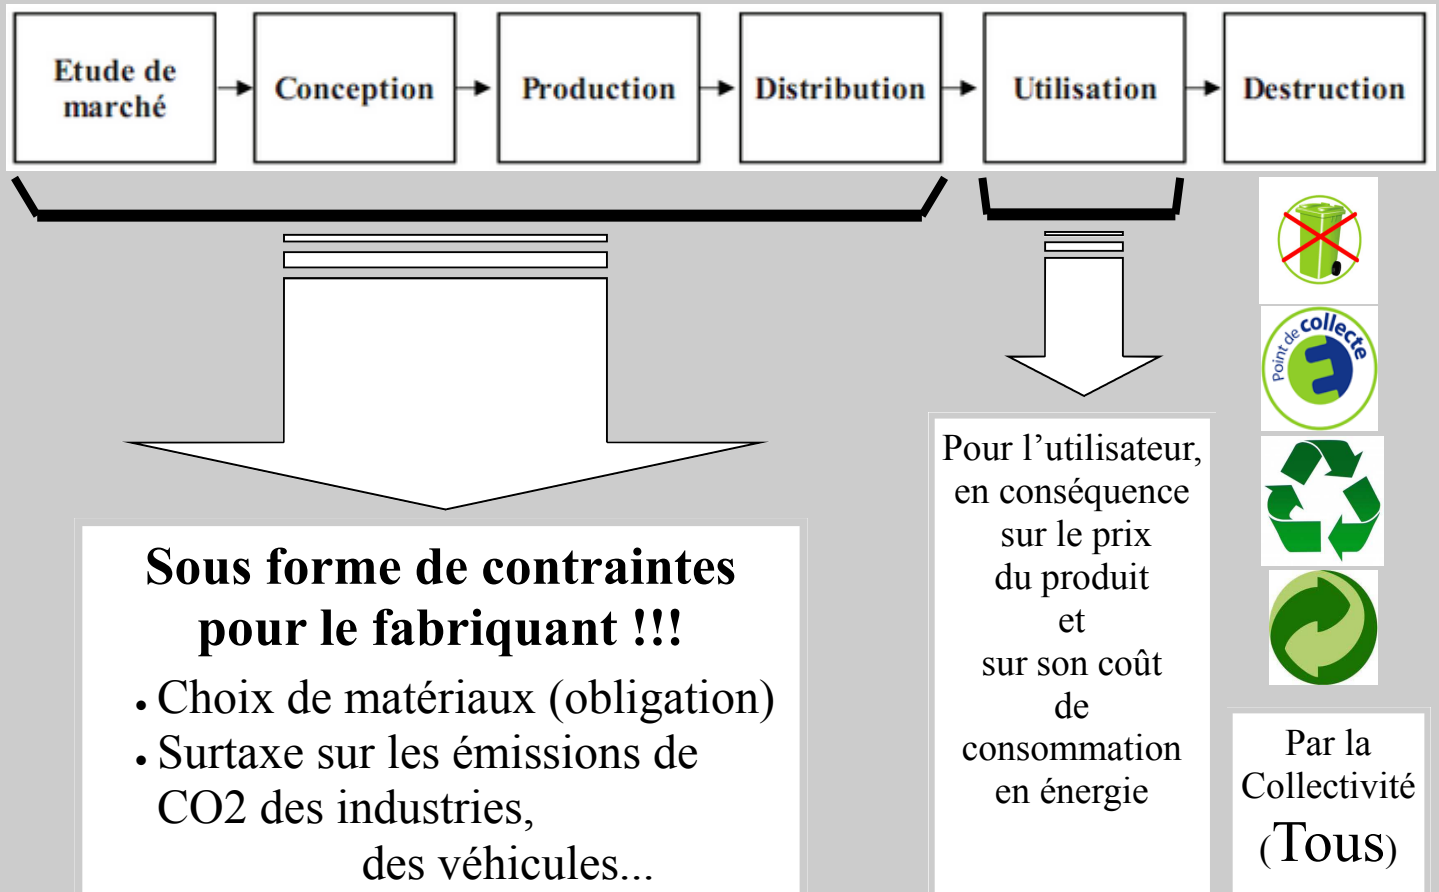 Etude de
marché
Conception
Production
Distribution
Utilisation
Destruction
Point de collecte
Sous forme de contraintes
pour le fabriquant !!!
• Choix de matériaux (obligation)
• Surtaxe sur les émissions de
CO2 des industries,
des véhicules...
Pour l’utilisateur,
en conséquence
sur le prix
du produit
et
sur son coût
de
consommation
en énergie
Par la
Collectivité
(Tous)